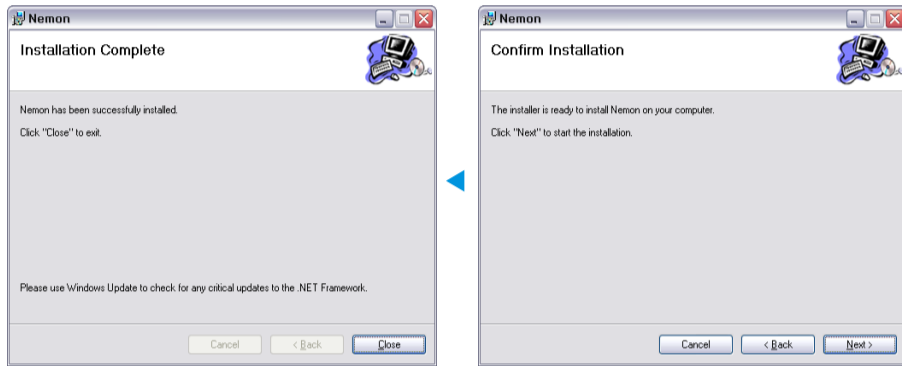 Nemon
Installation Complete
Nemon has been successfully installed.
Click "Close" to exit.
Please use Windows Update to check for any critical updates to the .NET Framework.
Cancel
< Back
Close
Nemon
Confirm Installation
The installer is ready to install Nemon on your computer.
Click "Next" to start the installation.
Cancel
< Back
Next >